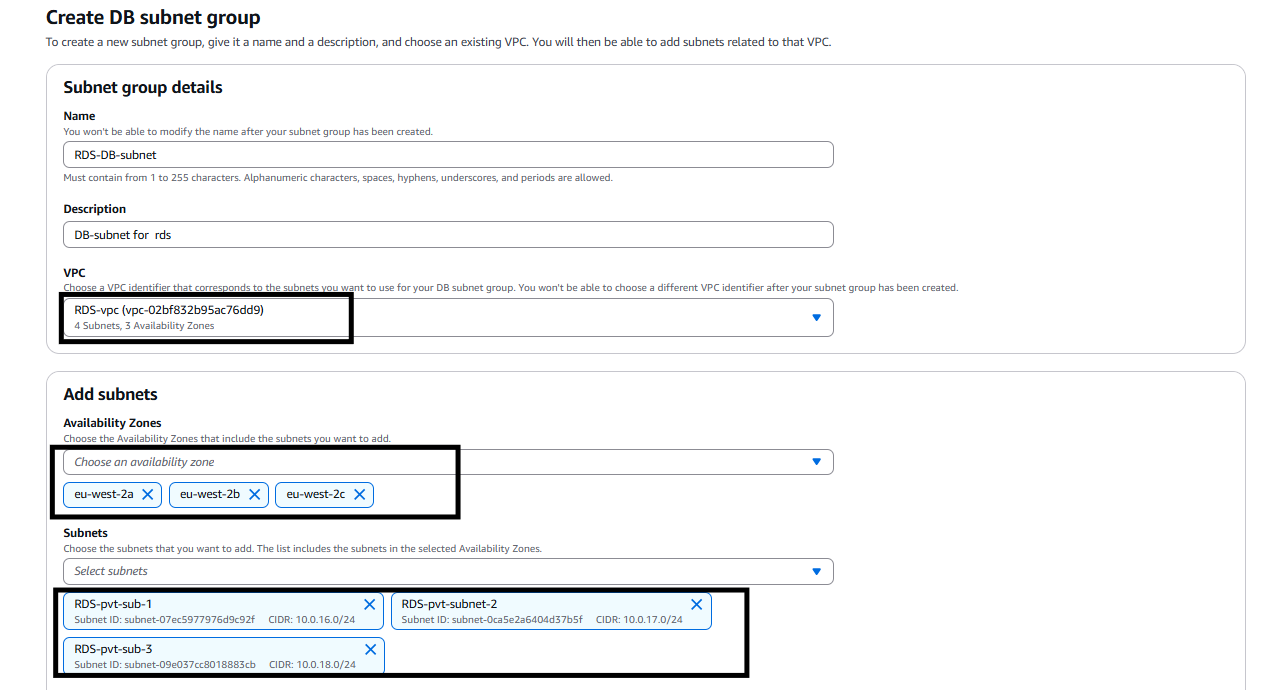 Create DB subnet group
To create a new subnet group, give it a name and a description, and choose an existing VPC. You will then be able to add subnets related to that VPC.
Subnet group details
Name
You won't be able to modify the name after your subnet group has been created.
RDS-DB-subnet
Must contain from 1 to 255 characters. Alphanumeric characters, spaces, hyphens, underscores, and periods are allowed.
Description
DB-subnet for  rds
VPC
Choose a VPC identifier that corresponds to the subnets you want to use for your DB subnet group. You won't be able to choose a different VPC identifier after your subnet group has been created.
RDS-vpc (vpc-02bf832b95ac76dd9)
4 Subnets, 3 Availability Zones
Add subnets
Availability Zones
Choose the Availability Zones that include the subnets you want to add.
Choose an availability zone
eu-west-2a eu-west-2b eu-west-2c
Subnets
Choose the subnets that you want to add. The list includes the subnets in the selected Availability Zones.
Select subnets
RDS-pvt-sub-1
Subnet ID: subnet-07ec5977976d9c92f CIDR: 10.0.16.0/24
RDS-pvt-subnet-2
Subnet ID: subnet-0ca5e2a6404d37b5f CIDR: 10.0.17.0/24
RDS-pvt-sub-3
Subnet ID: subnet-09e037cc8018883cb CIDR: 10.0.18.0/24